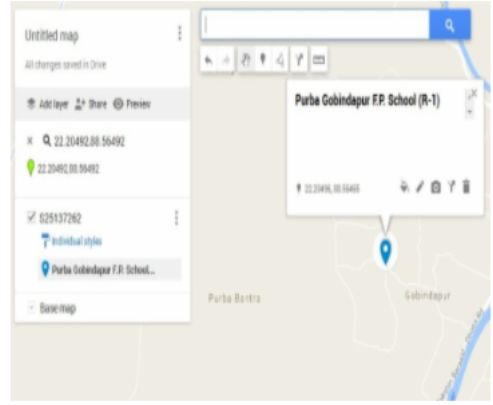 Untitled map
All changes saved in Drive
Add layer Share Preview
22.20492,88.56492
22.20492,88.56492
S25137262
Individual styles
Purba Gobindapur F.P. School...
Base map
Purba Gobindapur F.P. School (R-1)
22.20496, 88.56465
Purba Bantra
Gobindapur